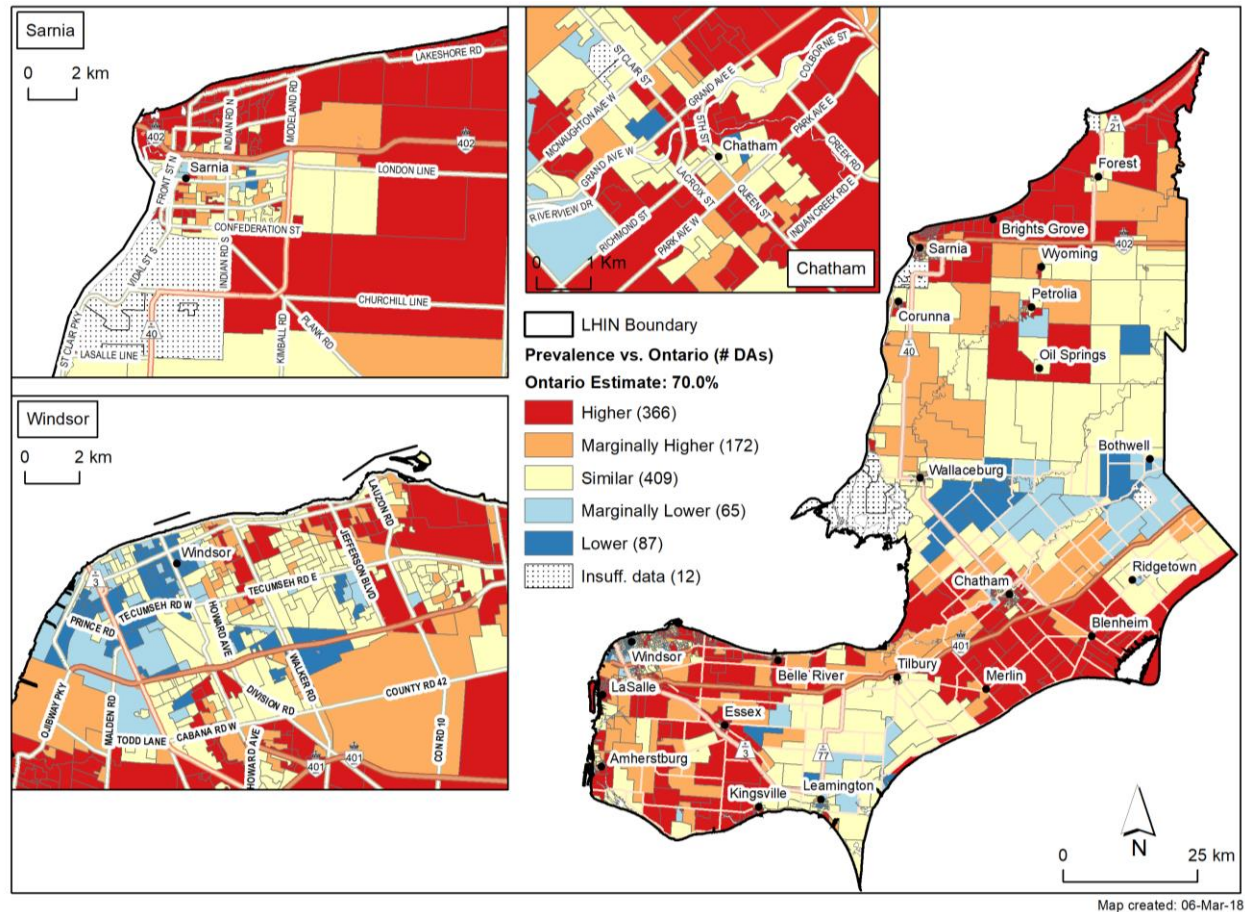 Sarnia
0 2 km
LAKESHORE RD
INDIAN RD N
MODELAND RD
402
402
FRONT ST N
Sarnia
LONDON LINE
CONFEDERATION ST
VIDAL ST S
INDIAN RD S
CHURCHILL LINE
40
KIMBALL RD
PLANK RD
ST CLAIR PKY
LASALLE LINE
ST CLAIR ST
COLBORNE ST
GRAND AVE E
MCNAUGHTON AVE W
5TH ST
PARK AVE E
Chatham
GRAND AVE W
CREEK RD
LACROIX ST
QUEEN ST
RIVERVIEW DR
RICHMOND ST
PARK AVE W
INDIAN CREEK RD E
0 1 Km
Chatham
LHIN Boundary
Prevalence vs. Ontario (# DAs)
Ontario Estimate: 70.0%
Higher (366)
Marginally Higher (172)
Similar (409)
Marginally Lower (65)
Lower (87)
Insuff. data (12)
Windsor
0 2 km
LAUZON RD
Windsor
JEFFERSON BLVD
3
TECUMSEH RD E
TECUMSEH RD W
PRINCE RD
HOWARD AVE
WALKER RD
COUNTY RD 42
DIVISION RD
OJIBWAY PKY
MALDEN RD
CABANA RD W
TODD LANE
HOWARD AVE
401
401
CON RD 10
21
Forest
Brights Grove
Sarnia
402
Wyoming
Petrolia
Corunna
40
Oil Springs
Bothwell
Wallaceburg
Ridgetown
Chatham
Blenheim
401
Windsor
Belle River
Tilbury
Merlin
LaSalle
Essex
3
77
Amherstburg
Kingsville
Leamington
N
0 25 km
Map created: 06-Mar-18